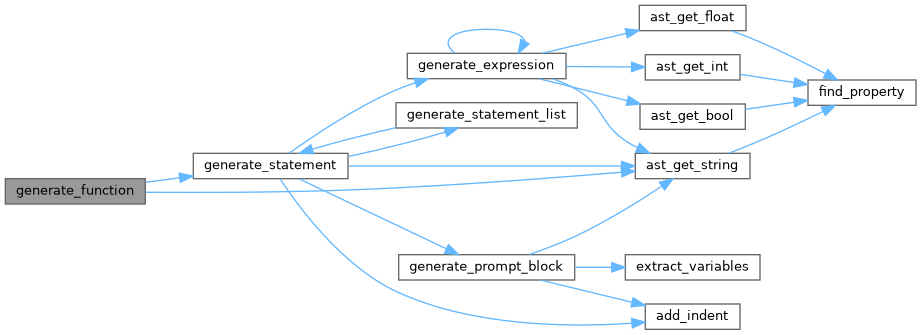 generate_function
generate_statement
generate_expression
generate_statement_list
generate_prompt_block
ast_get_float
ast_get_int
ast_get_bool
ast_get_string
extract_variables
add_indent
find_property